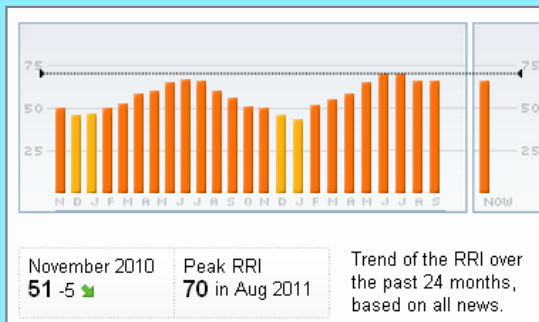 75 75
50 50
25 25
N D J F M A M J J A S O N D J F M A M J J A S NOW
November 2010 Peak RRI
51 -5 70 in Aug 2011
Trend of the RRI over
the past 24 months,
based on all news.